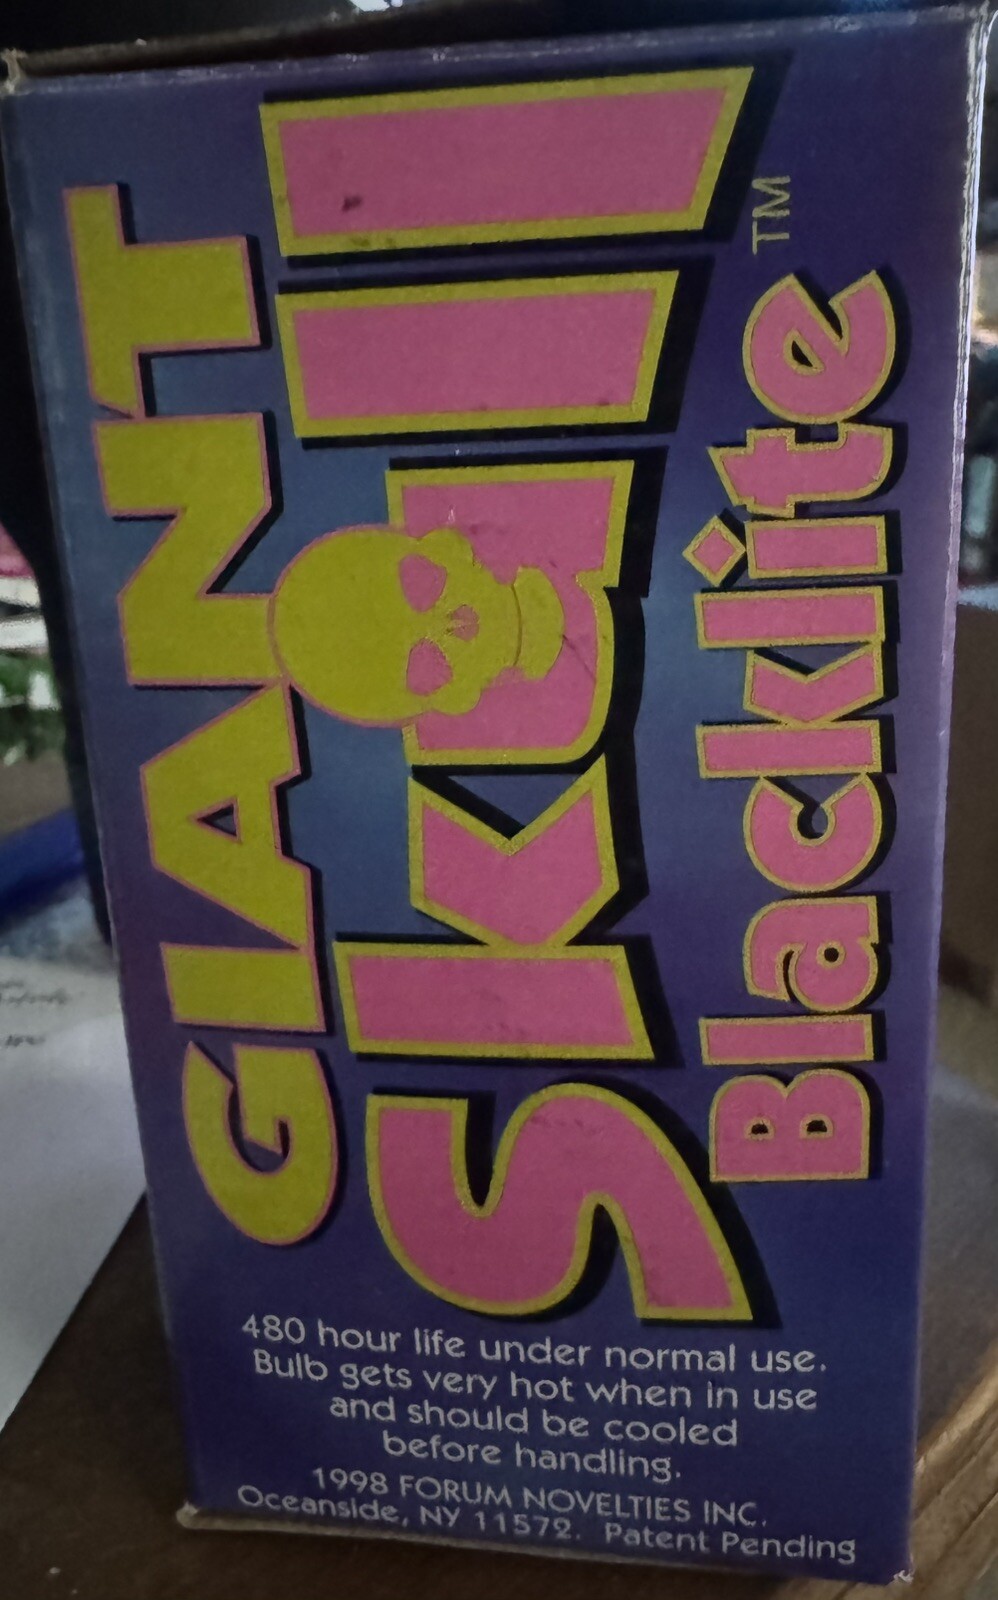 GIANT
Skull
Blacklite TM
480 hour life under normal use.
Bulb gets very hot when in use
and should be cooled
before handling.
1998 FORUM NOVELTIES INC.
Oceanside, NY 11572. Patent Pending